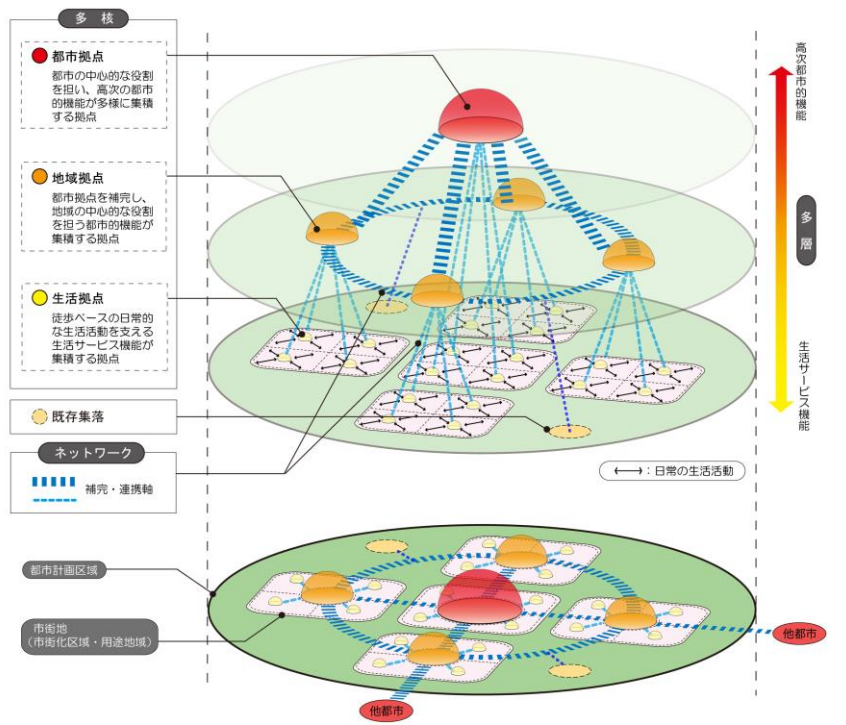 多 核
都市拠点
都市の中心的な役割
を担い、高次の都市
的機能が多様に集積
する拠点
地域拠点
都市拠点を補完し、
地域の中心的な役割
を担う都市的機能が
集積する拠点
生活拠点
徒歩ベースの日常的
な生活活動を支える
生活サービス機能が
集積する拠点
既存集落
ネットワーク
補完・連携軸
高次都市的機能
多層
生活サービス機能
：日常の生活活動
都市計画区域
市街地
（市街化区域・用途地域）
他都市
他都市